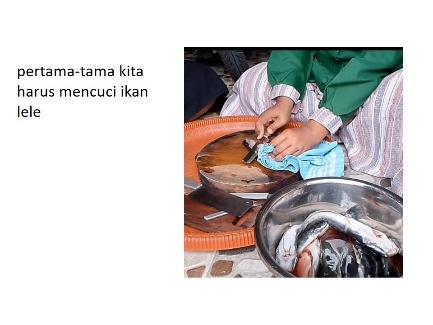 pertama-tama kita
harus mencuci ikan
lele